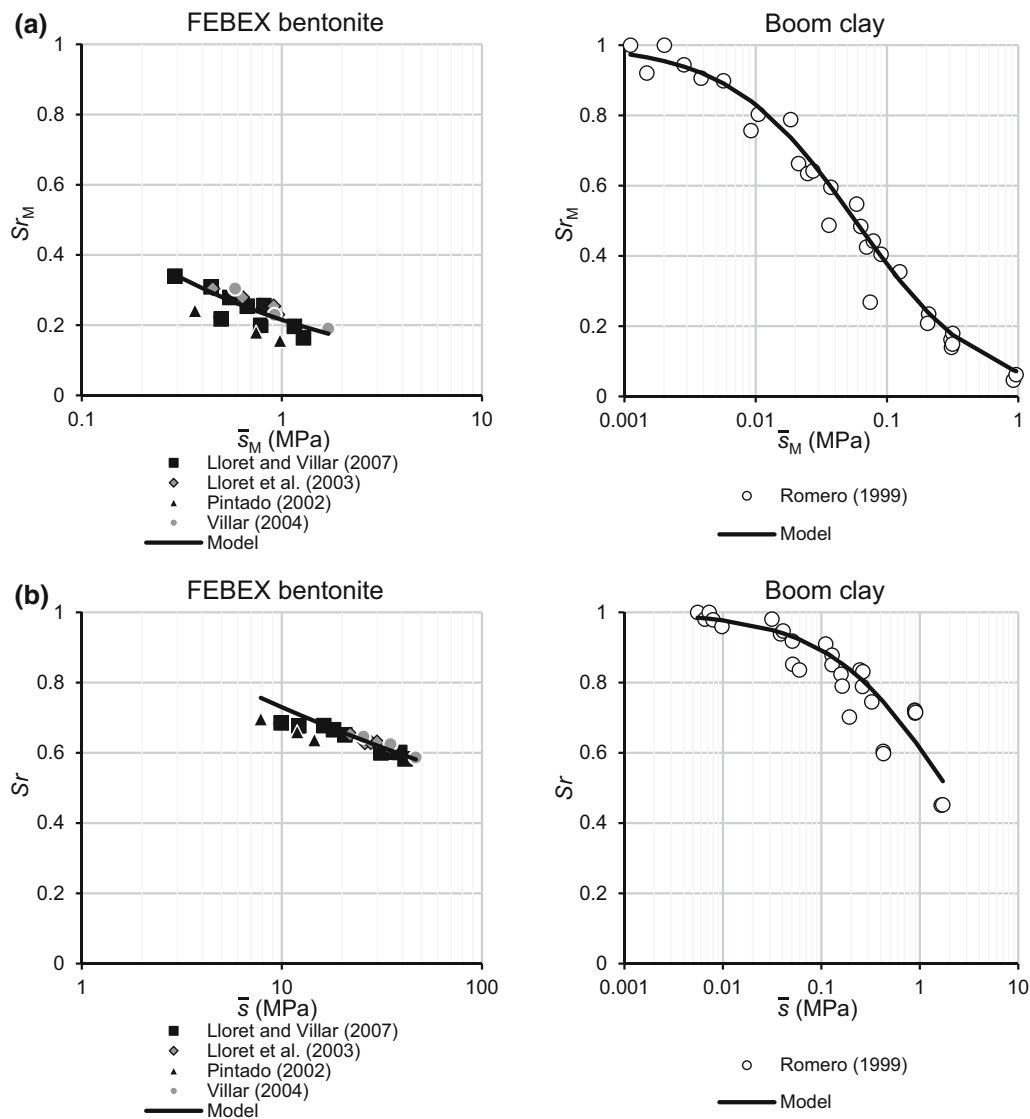 (a)
FEBEX bentonite
1
0.8
0.6
0.4
0.2
0
Sr_M
0.1
1
10
s̄_M (MPa)
Lloret and Villar (2007)
Lloret et al. (2003)
Pintado (2002)
Villar (2004)
Model
Boom clay
1
0.8
0.6
0.4
0.2
0
Sr_M
0.001
0.01
0.1
1
s̄_M (MPa)
Romero (1999)
Model
(b)
FEBEX bentonite
1
0.8
0.6
0.4
0.2
0
Sr
1
10
100
s̄ (MPa)
Lloret and Villar (2007)
Lloret et al. (2003)
Pintado (2002)
Villar (2004)
Model
Boom clay
1
0.8
0.6
0.4
0.2
0
Sr
0.001
0.01
0.1
1
10
s̄ (MPa)
Romero (1999)
Model